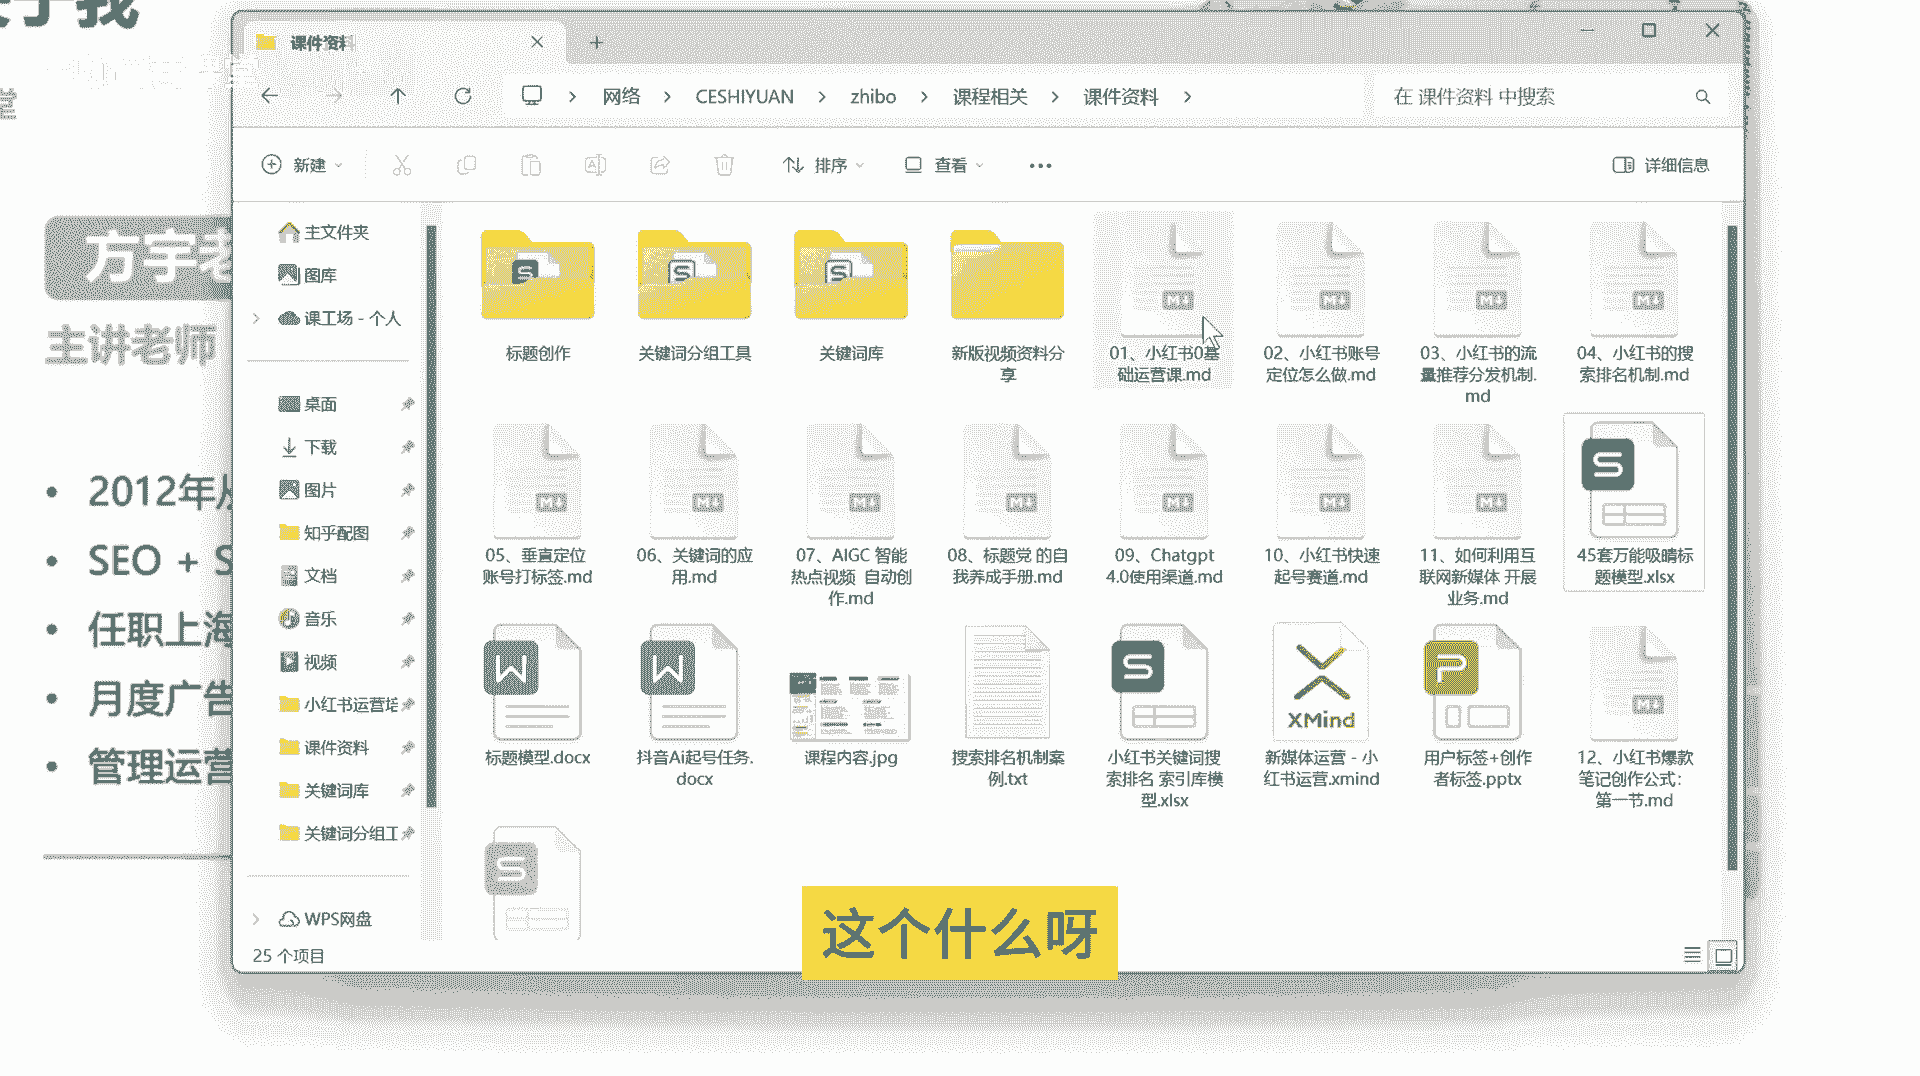 课件资料
网络 CESHIYUAN zhibo 课程相关 课件资料
在 课件资料 中搜索
新建 排序 查看 详细信息
主文件夹
图库
课工场 - 个人
桌面
下载
图片
知乎配图
文档
音乐
视频
小红书运营培
课件资料
关键词库
关键词分组工
WPS网盘
25 个项目
标题创作
关键词分组工具
关键词库
新版视频资料分
享
01、小红书0基
础运营课.md
02、小红书账号
定位怎么做.md
03、小红书的流
量推荐分发机制.
md
04、小红书的搜
索排名机制.md
05、垂直定位
账号打标签.md
06、关键词的应
用.md
07、AIGC 智能
热点视频 自动创
作.md
08、标题党 的自
我养成手册.md
09、Chatgpt
4.0使用渠道.md
10、小红书快速
起号赛道.md
11、如何利用互
联网新媒体 开展
业务.md
45套万能吸睛标
题模型.xlsx
标题模型.docx
抖音Ai起号任务.
docx
课程内容.jpg
搜索排名机制案
例.txt
小红书关键词搜
索排名 索引库模
型.xlsx
XMind
新媒体运营 - 小
红书运营.xmind
用户标签+创作
者标签.pptx
12、小红书爆款
笔记创作公式：
第一节.md
方宇老
主讲老师
2012年从
SEO + S
任职上海
月度广告
管理运营
这个什么呀